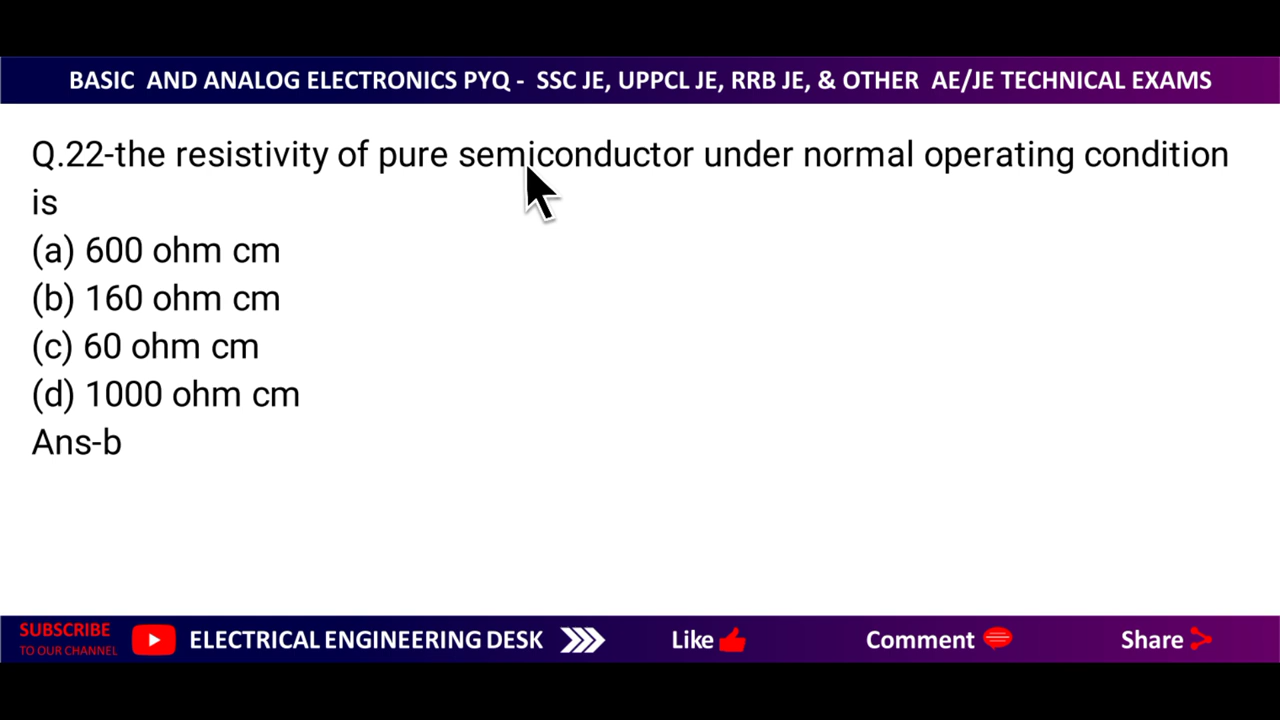 BASIC AND ANALOG ELECTRONICS PYQ - SSC JE, UPPCL JE, RRB JE, & OTHER AE/JE TECHNICAL EXAMS
Q.22-the resistivity of pure semiconductor under normal operating condition
is
(a) 600 ohm cm
(b) 160 ohm cm
(c) 60 ohm cm
(d) 1000 ohm cm
Ans-b
SUBSCRIBE
TO OUR CHANNEL
ELECTRICAL ENGINEERING DESK
Like
Comment
Share